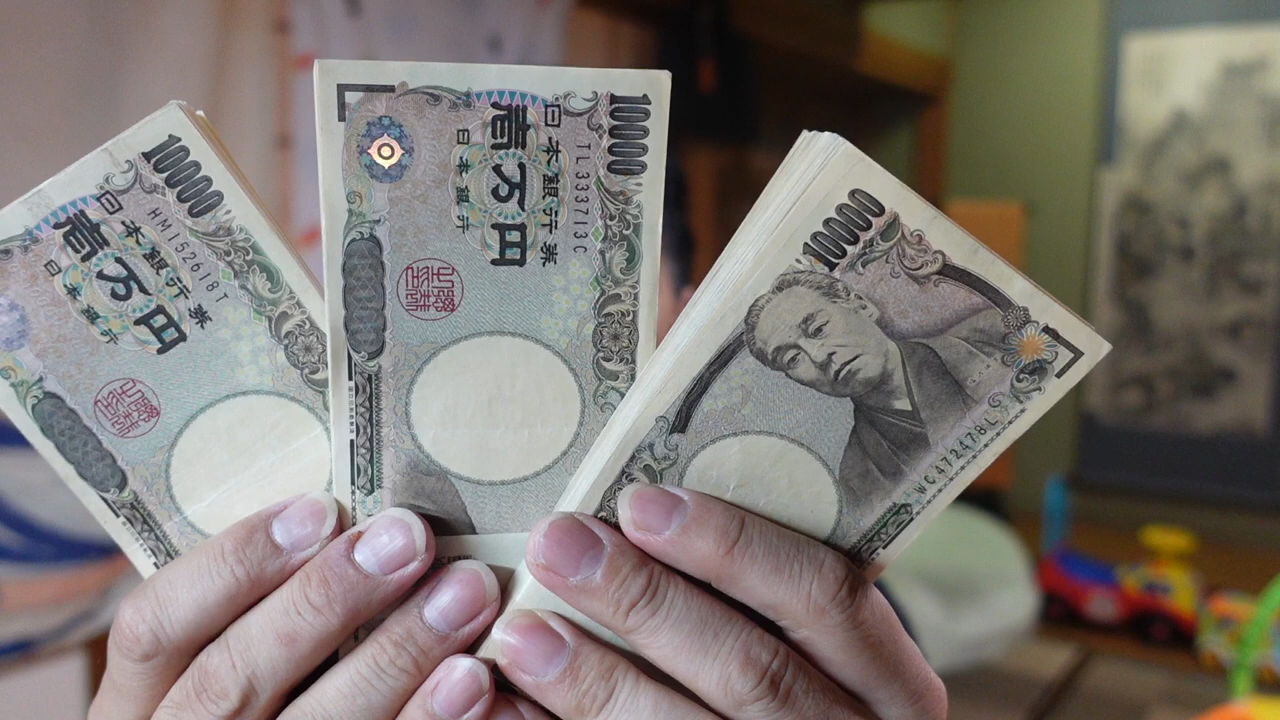 10000
HM152618T
日本銀行券
壱万円
日本銀行
10000
TL333713C
日本銀行券
壱万円
日本銀行
10000
WC472478L